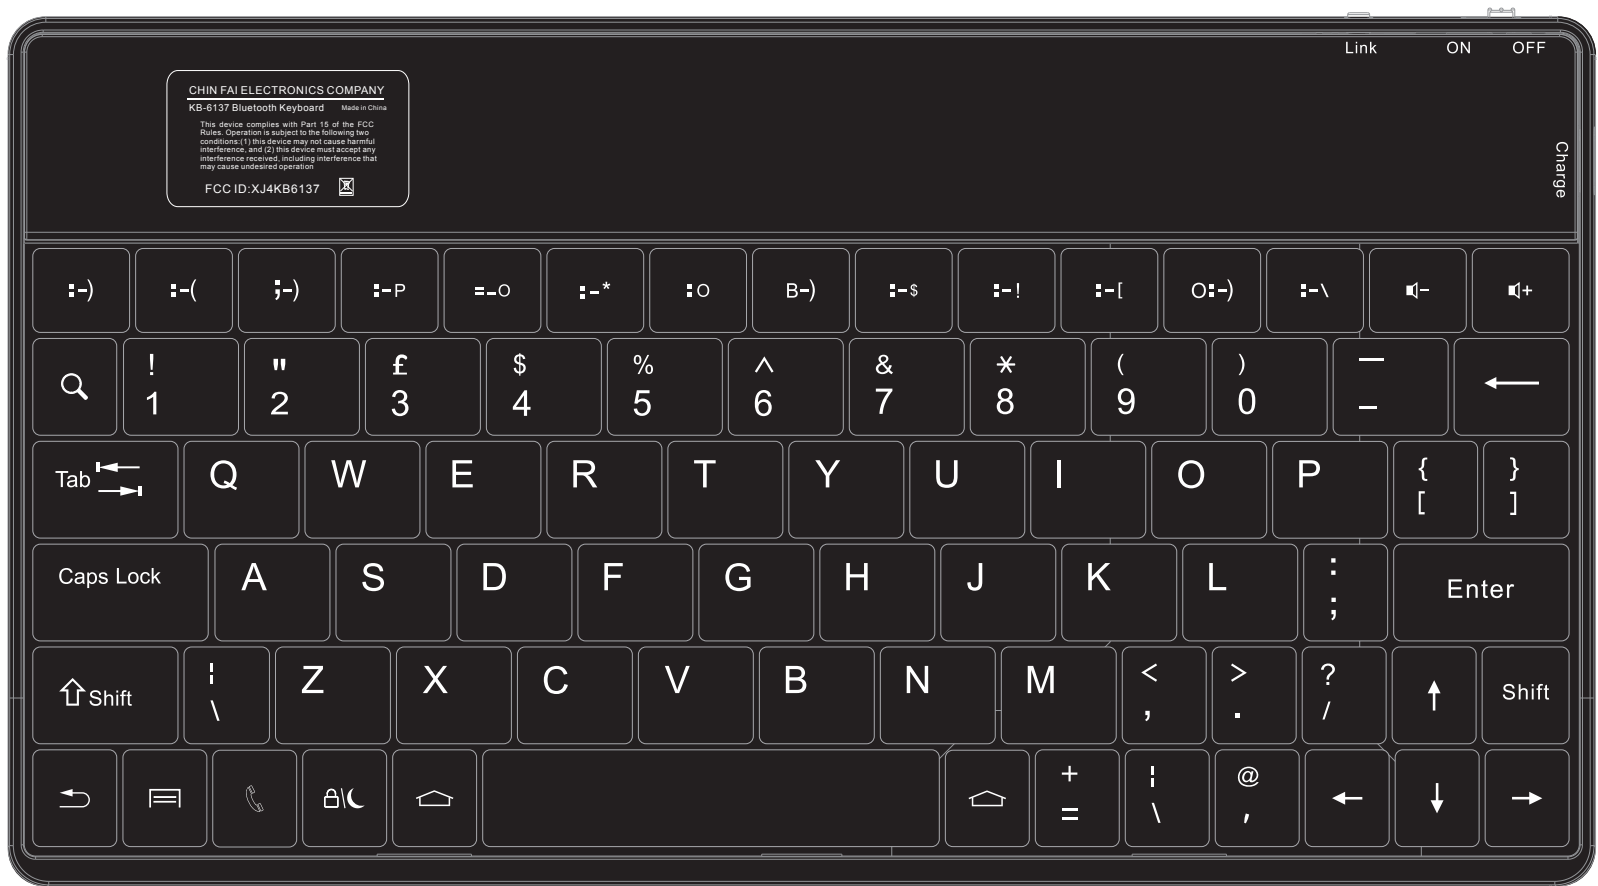 Link ON OFF
CHIN FAI ELECTRONICS COMPANY
KB-6137 Bluetooth Keyboard Made in China
This device complies with Part 15 of the FCC
Rules. Operation is subject to the following two
conditions:(1) this device may not cause harmful
interference, and (2) this device must accept any
interference received, including interference that
may cause undesired operation
FCC ID:XJ4KB6137
Charge
:-) :-( ;-) :-P =-O :-* :O B-) :-$ :-! :-[ O:-) :-\ - +
! " £ $ % ^ & * ( ) —
1 2 3 4 5 6 7 8 9 0 -
Tab Q W E R T Y U I O P { }
[ ]
Caps Lock A S D F G H J K L : Enter
;
Shift ¦ Z X C V B N M < > ? Shift
\ , . /
+ ¦ @
= \ '